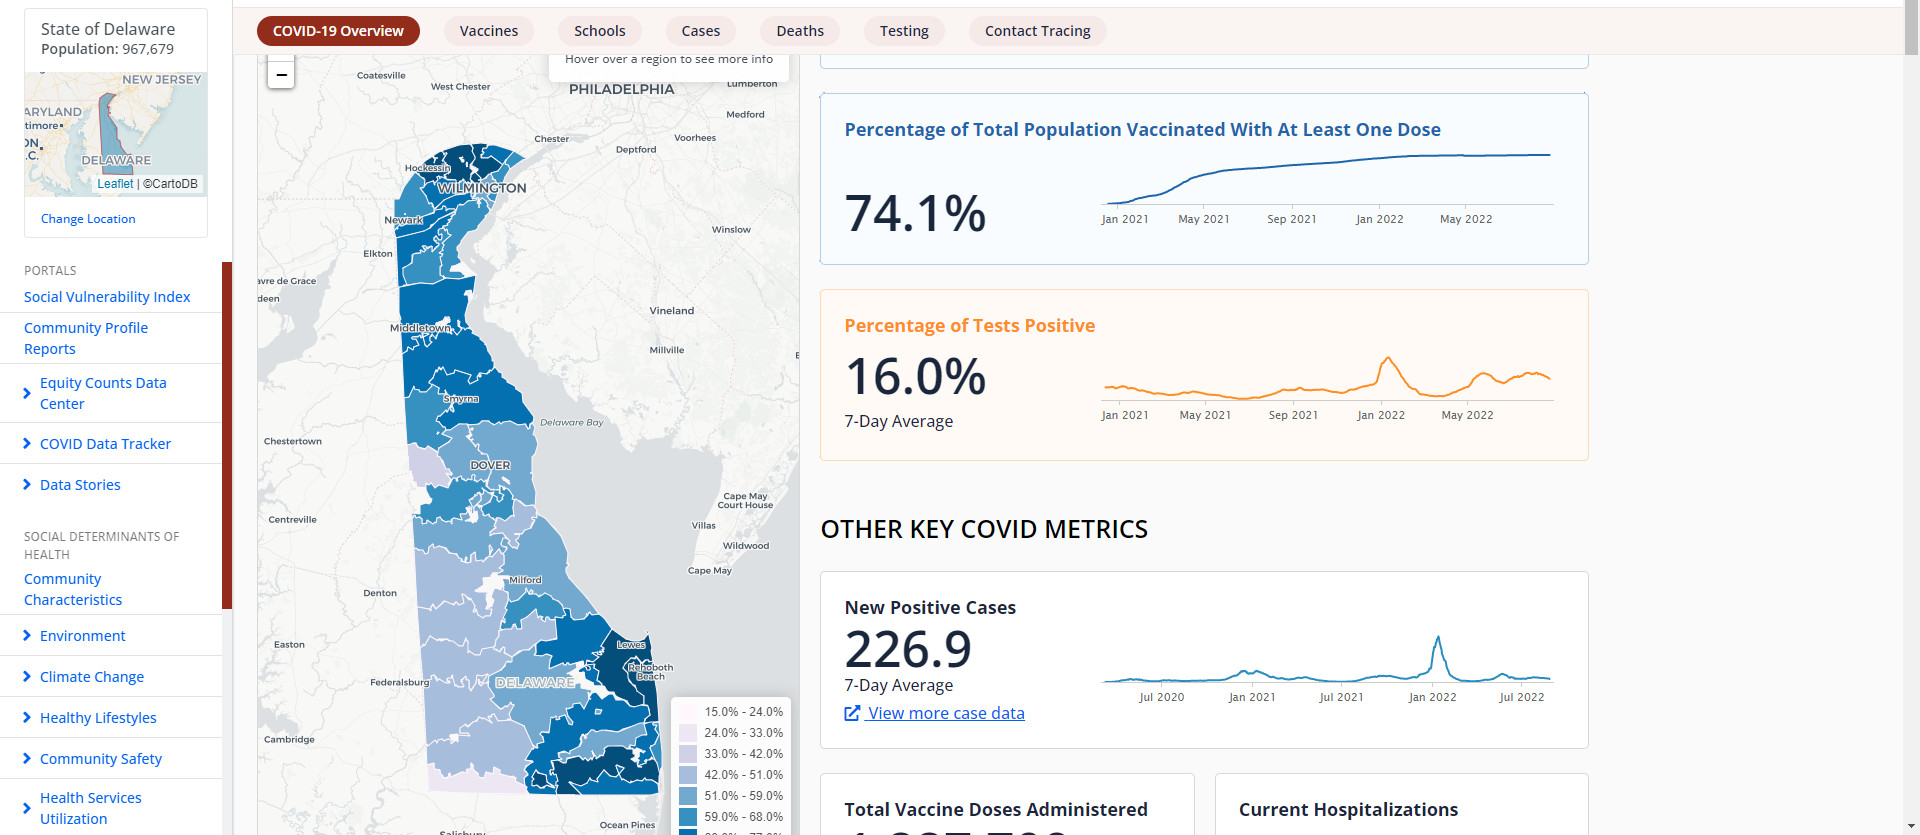 State of Delaware
Population: 967,679
NEW JERSEY
ARYLAND
timore
ON
.C.
DELAWARE
Leaflet | ©CartoDB
Change Location
PORTALS
Social Vulnerability Index
Community Profile
Reports
Equity Counts Data
Center
COVID Data Tracker
Data Stories
SOCIAL DETERMINANTS OF
HEALTH
Community
Characteristics
Environment
Climate Change
Healthy Lifestyles
Community Safety
Health Services
Utilization
COVID-19 Overview
Vaccines
Schools
Cases
Deaths
Testing
Contact Tracing
−
Hover over a region to see more info
Coatesville
West Chester
PHILADELPHIA
Lumberton
Medford
Chester
Voorhees
Deptford
Hockessin
WILMINGTON
Newark
Winslow
Elkton
avre de Grace
deen
Vineland
Middletown
Millville
E
Smyrna
Delaware Bay
Chestertown
DOVER
Cape May
Court House
Centreville
Villas
Wildwood
Cape May
Milford
Denton
Easton
Lewes
Rehoboth
Beach
Federalsburg
DELAWARE
Cambridge
Ocean Pines
Salisbury
15.0% - 24.0%
24.0% - 33.0%
33.0% - 42.0%
42.0% - 51.0%
51.0% - 59.0%
59.0% - 68.0%
Percentage of Total Population Vaccinated With At Least One Dose
74.1%
Jan 2021
May 2021
Sep 2021
Jan 2022
May 2022
Percentage of Tests Positive
16.0%
7-Day Average
Jan 2021
May 2021
Sep 2021
Jan 2022
May 2022
OTHER KEY COVID METRICS
New Positive Cases
226.9
7-Day Average
View more case data
Jul 2020
Jan 2021
Jul 2021
Jan 2022
Jul 2022
Total Vaccine Doses Administered
Current Hospitalizations